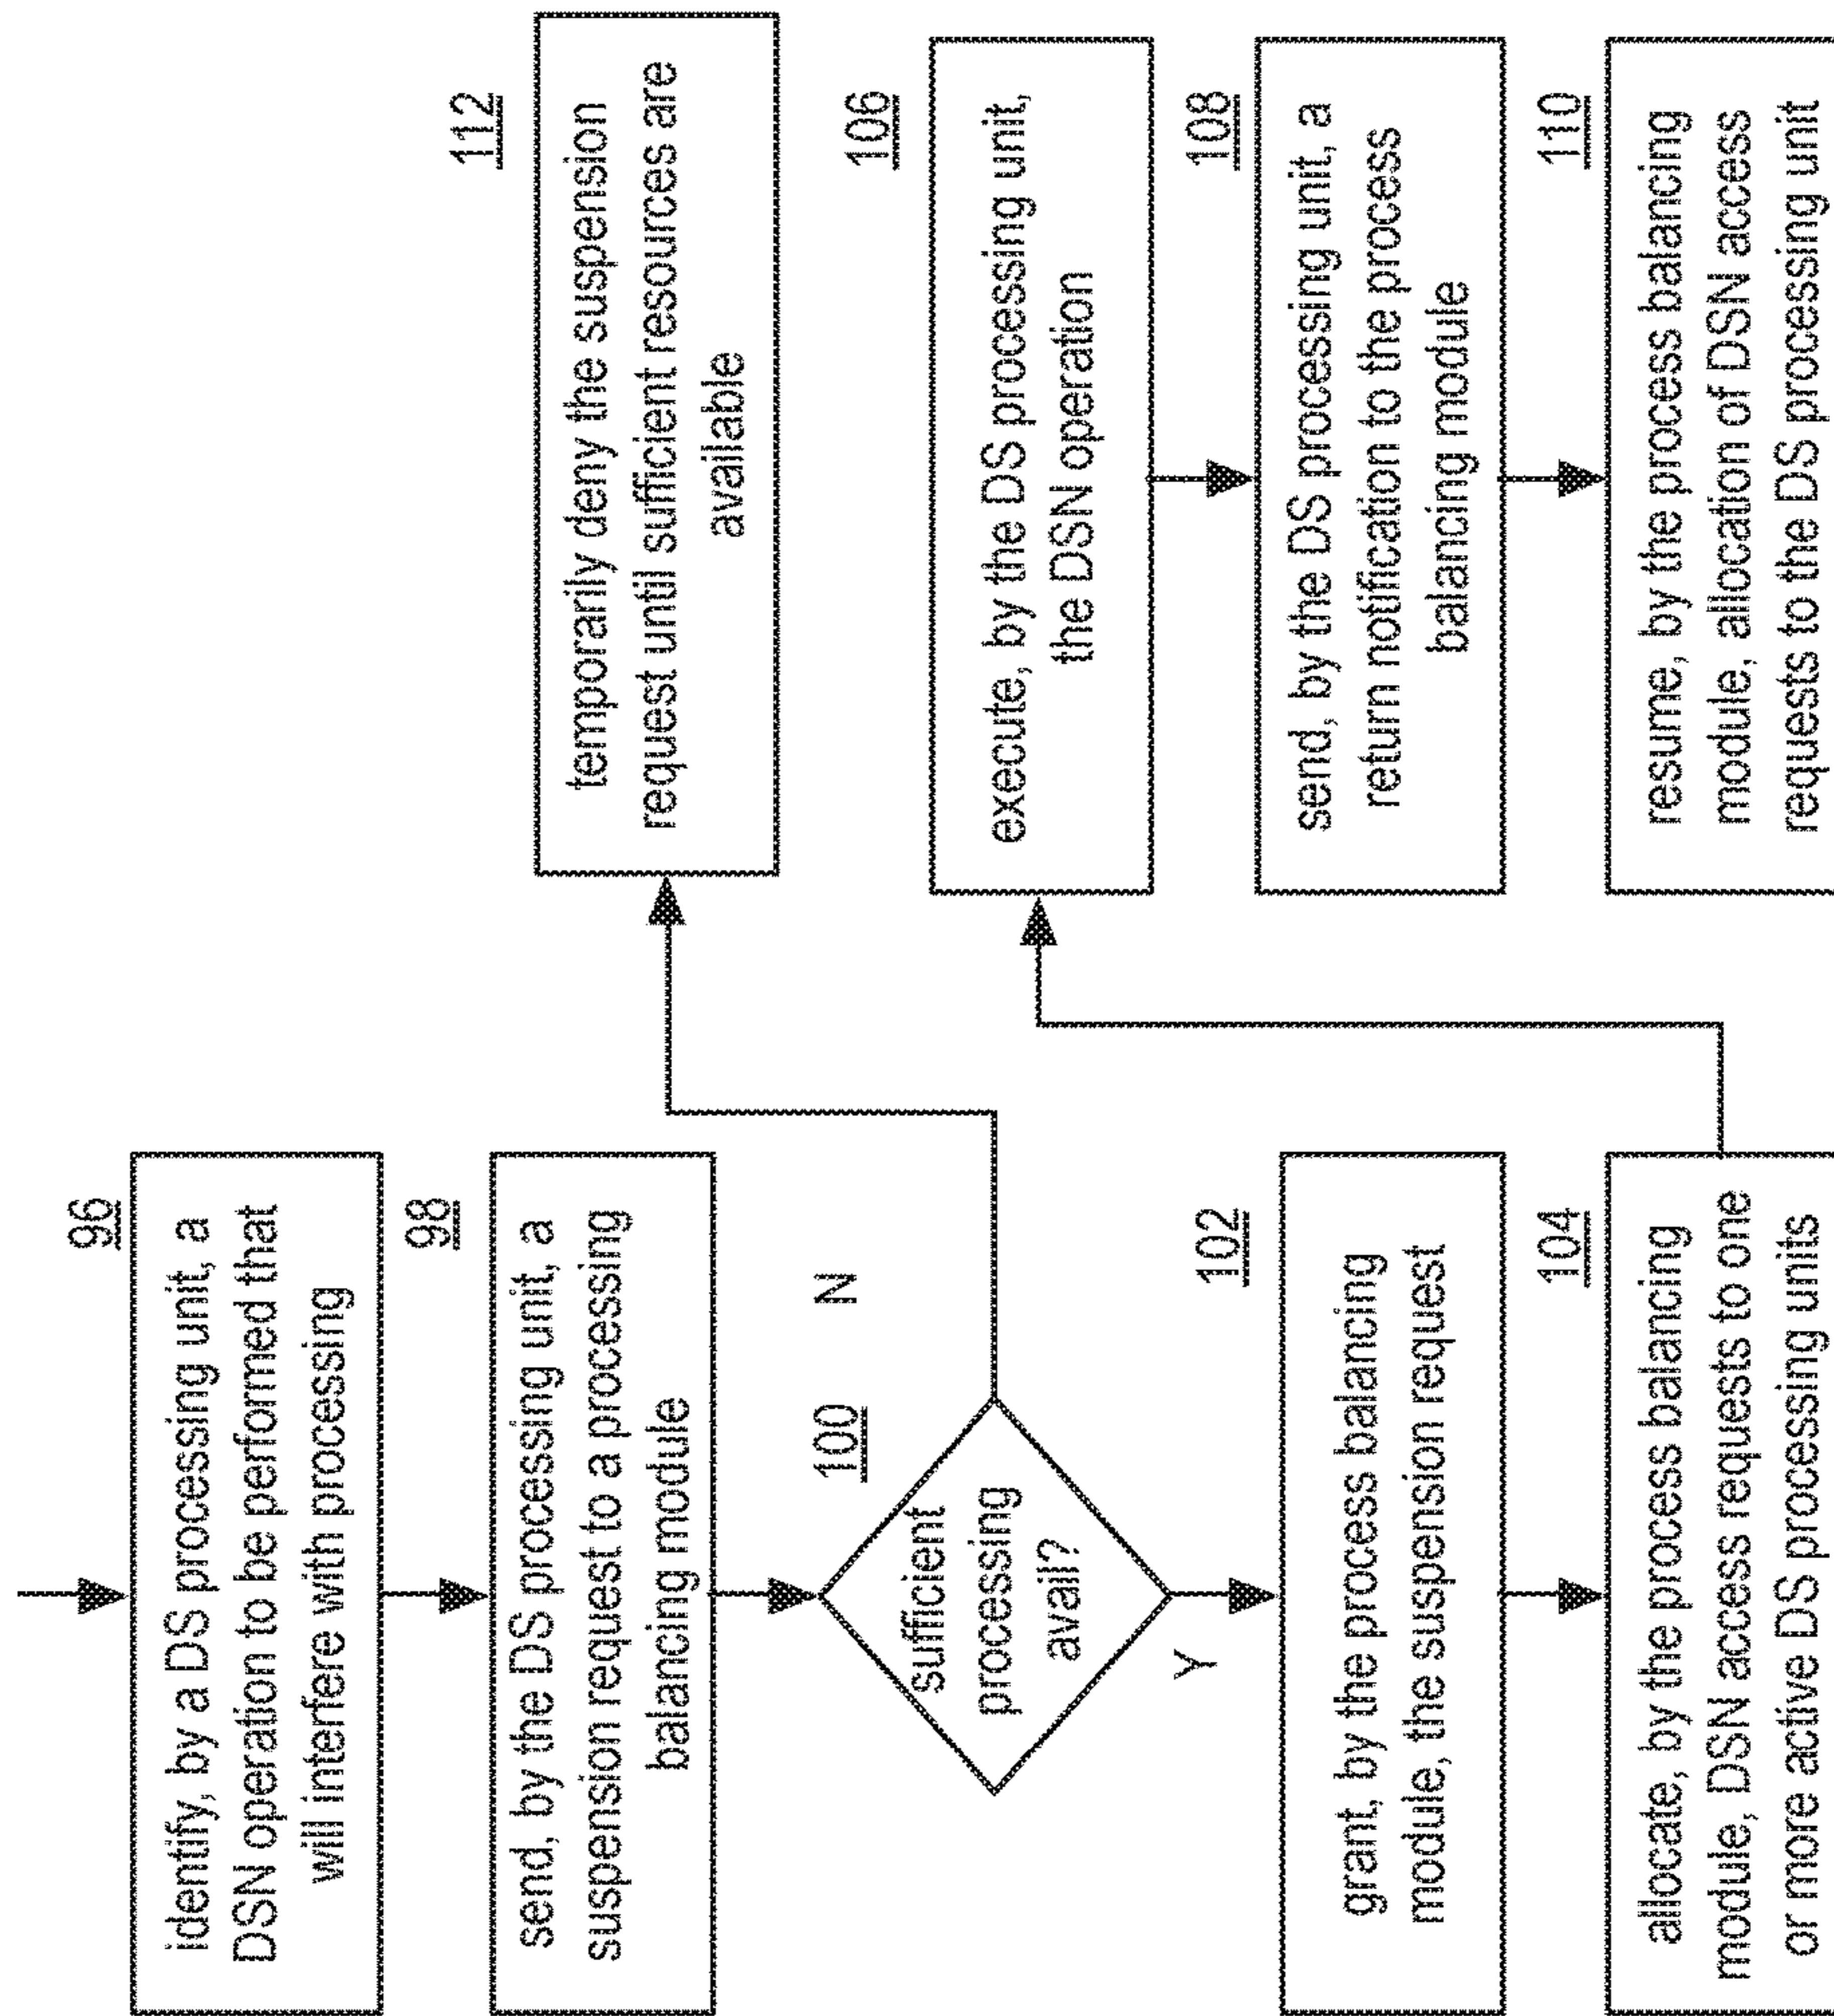 96
identify, by a DS processing unit, a
DSN operation to be performed that
will interfere with processing
98
send, by the DS processing unit, a
suspension request to a processing
balancing module
100
sufficient
processing
avail?
N
Y
102
grant, by the process balancing
module, the suspension request
104
allocate, by the process balancing
module, DSN access requests to one
or more active DS processing units
112
temporarily deny the suspension
request until sufficient resources are
available
106
execute, by the DS processing unit,
the DSN operation
108
send, by the DS processing unit, a
return notification to the process
balancing module
110
resume, by the process balancing
module, allocation of DSN access
requests to the DS processing unit